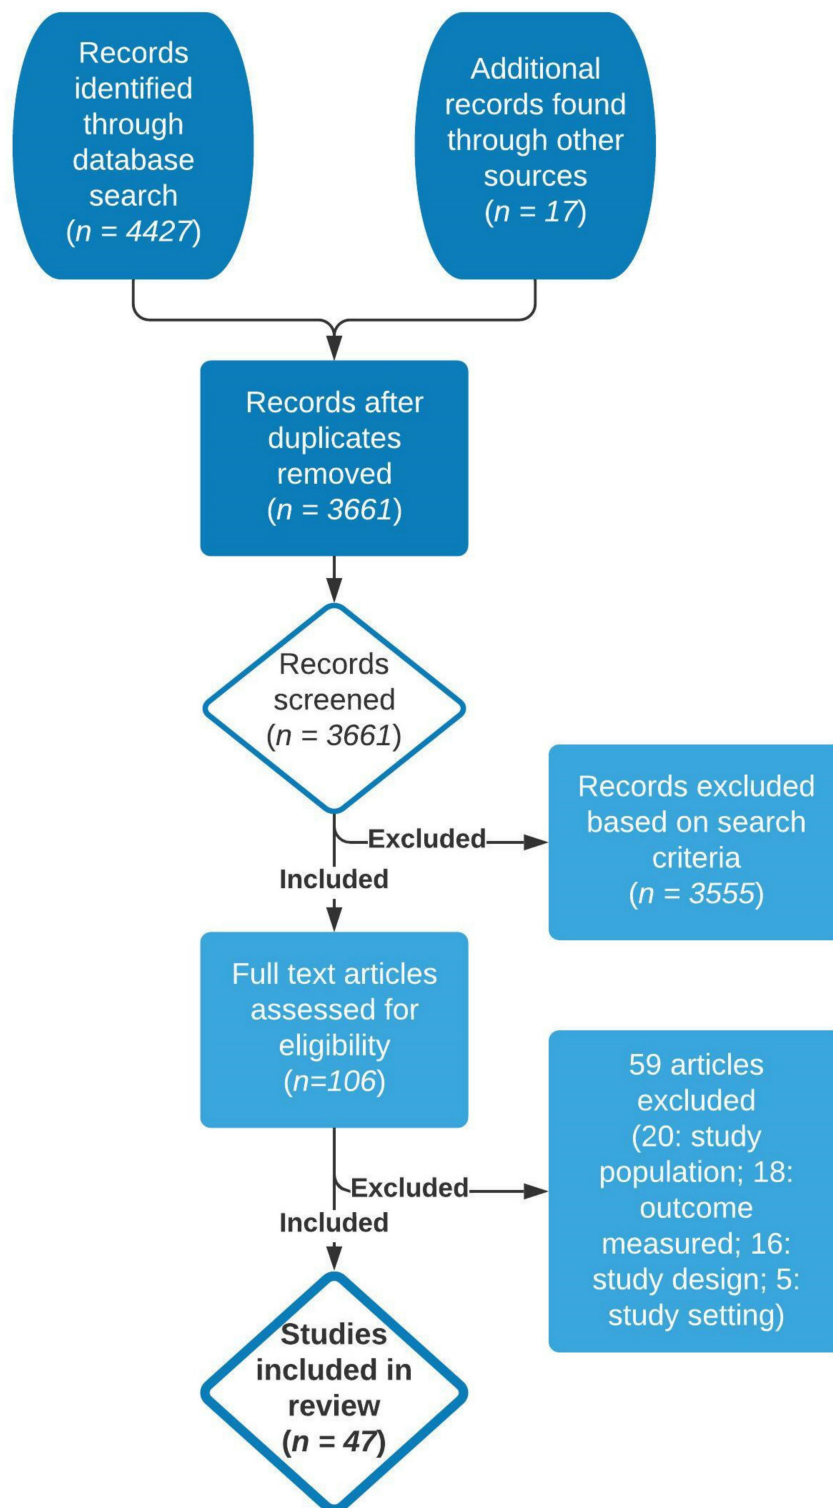 Records
identified
through
database
search
(n = 4427)
Additional
records found
through other
sources
(n = 17)
Records after
duplicates
removed
(n = 3661)
Records
screened
(n = 3661)
Excluded
Records excluded
based on search
criteria
(n = 3555)
Included
Full text articles
assessed for
eligibility
(n=106)
Excluded
59 articles
excluded
(20: study
population; 18:
outcome
measured; 16:
study design; 5:
study setting)
Included
Studies
included in
review
(n = 47)